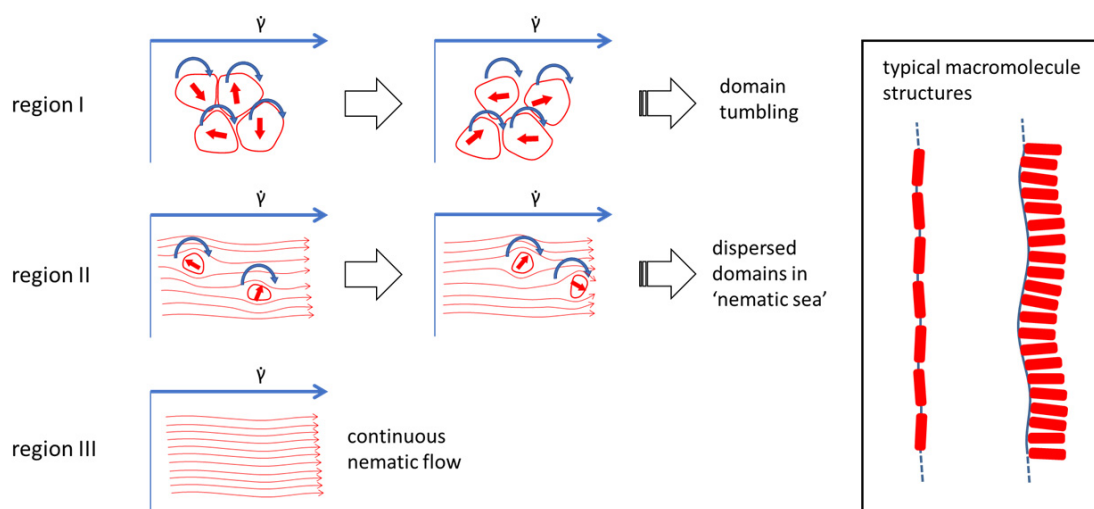 γ̇
γ̇
region I
domain
tumbling
γ̇
γ̇
region II
dispersed
domains in
‘nematic sea’
γ̇
region III
continuous
nematic flow
typical macromolecule
structures